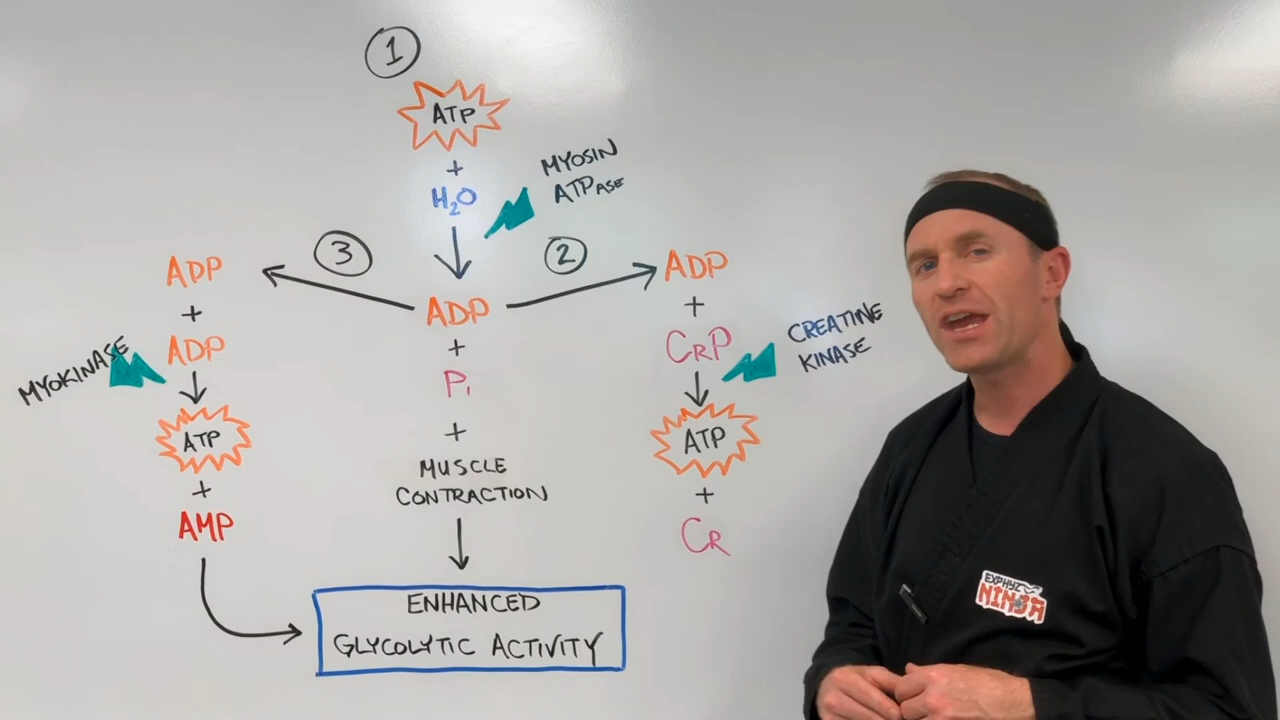 1
ATP
+
H2O
MYOSIN
ATPASE
3
2
ADP
+
ADP
MYOKINASE
ATP
+
AMP
ADP
+
Pi
+
MUSCLE
CONTRACTION
ADP
+
CRP
CREATINE
KINASE
ATP
+
CR
ENHANCED
GLYCOLYTIC ACTIVITY
EXPHYZ
NINJA